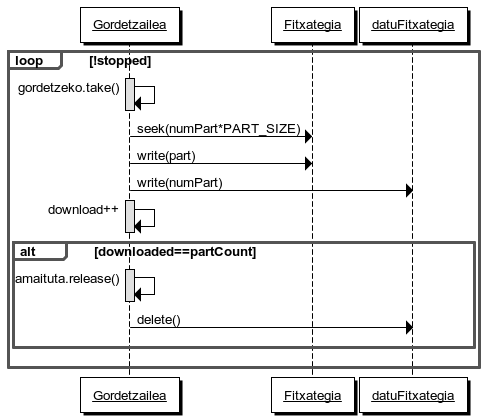 Gordetzailea Fitxategia datuFitxategia
loop [!stopped]
gordetzeko.take()
seek(numPart*PART_SIZE)
write(part)
write(numPart)
download++
alt [downloaded==partCount]
amaituta.release()
delete()
Gordetzailea Fitxategia datuFitxategia